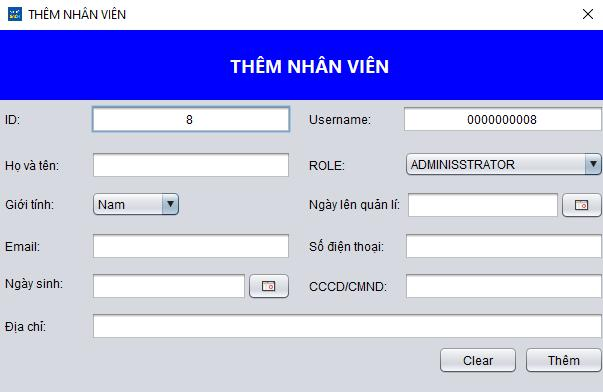 THÊM NHÂN VIÊN
THÊM NHÂN VIÊN
ID: 8 Username: 0000000008
Họ và tên: ROLE: ADMINISSTRATOR
Giới tính: Nam Ngày lên quản lí:
Email: Số điện thoại:
Ngày sinh: CCCD/CMND:
Địa chỉ:
Clear Thêm